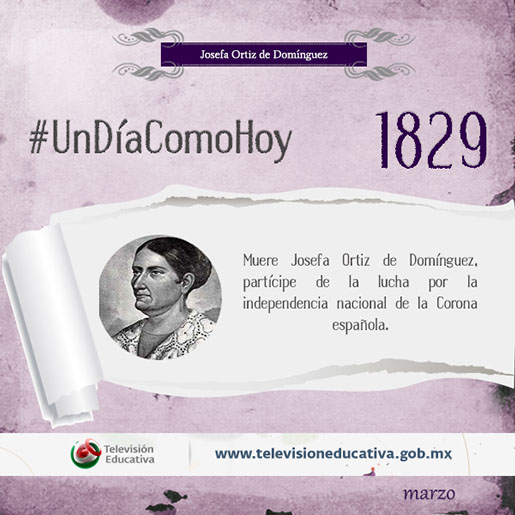 Josefa Ortiz de Domínguez
#UnDíaComoHoy
1829
Muere Josefa Ortiz de Domínguez,
partícipe de la lucha por la
independencia nacional de la Corona
española.
Televisión
Educativa
www.televisioneducativa.gob.mx
marzo